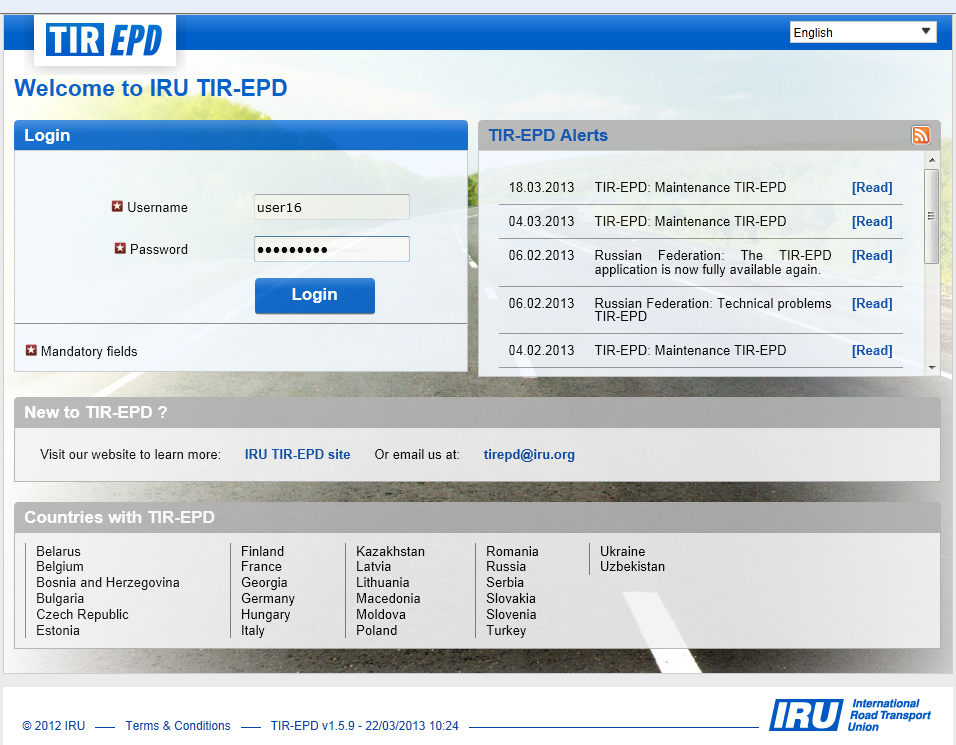 TIR EPD
English
Welcome to IRU TIR-EPD
Login
Username
user16
Password
•••••••••
Login
Mandatory fields
TIR-EPD Alerts
18.03.2013 TIR-EPD: Maintenance TIR-EPD [Read]
04.03.2013 TIR-EPD: Maintenance TIR-EPD [Read]
06.02.2013 Russian Federation: The TIR-EPD [Read]
application is now fully available again.
06.02.2013 Russian Federation: Technical problems [Read]
TIR-EPD
04.02.2013 TIR-EPD: Maintenance TIR-EPD [Read]
New to TIR-EPD ?
Visit our website to learn more: IRU TIR-EPD site Or email us at: tirepd@iru.org
Countries with TIR-EPD
Belarus
Belgium
Bosnia and Herzegovina
Bulgaria
Czech Republic
Estonia
Finland
France
Georgia
Germany
Hungary
Italy
Kazakhstan
Latvia
Lithuania
Macedonia
Moldova
Poland
Romania
Russia
Serbia
Slovakia
Slovenia
Turkey
Ukraine
Uzbekistan
© 2012 IRU Terms & Conditions TIR-EPD v1.5.9 - 22/03/2013 10:24
IRU
International
Road Transport
Union